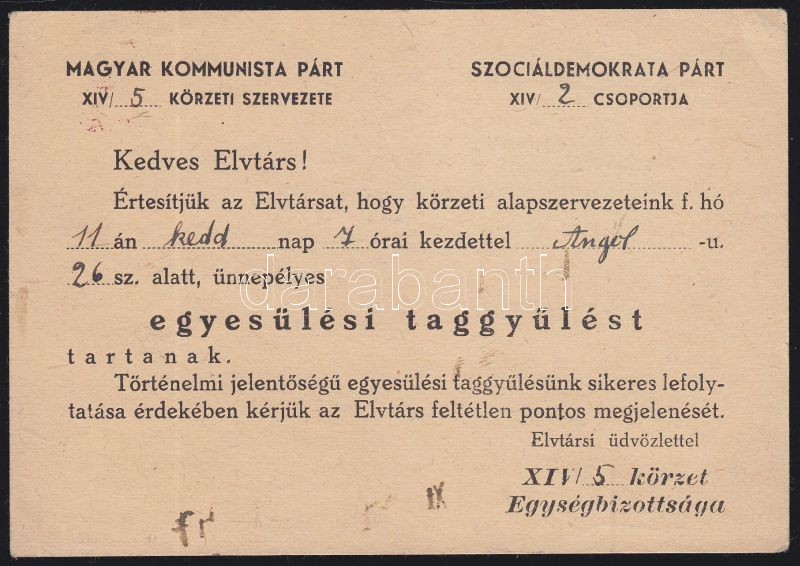 MAGYAR KOMMUNISTA PÁRT
XIV/ 5 KÖRZETI SZERVEZETE
SZOCIÁLDEMOKRATA PÁRT
XIV/ 2 CSOPORTJA
Kedves Elvtárs!
Értesítjük az Elvtársat, hogy körzeti alapszervezeteink f. hó
11 án kedd nap 7 órai kezdettel Angol -u.
26 sz. alatt, ünnepélyes
darabanth
egyesülési taggyűlést
tartanak.
Történelmi jelentőségű egyesülési taggyűlésünk sikeres lefoly-
tatása érdekében kérjük az Elvtárs feltétlen pontos megjelenését.
Elvtársi üdvözlettel
XIV/ 5 körzet
Egységbizottsága